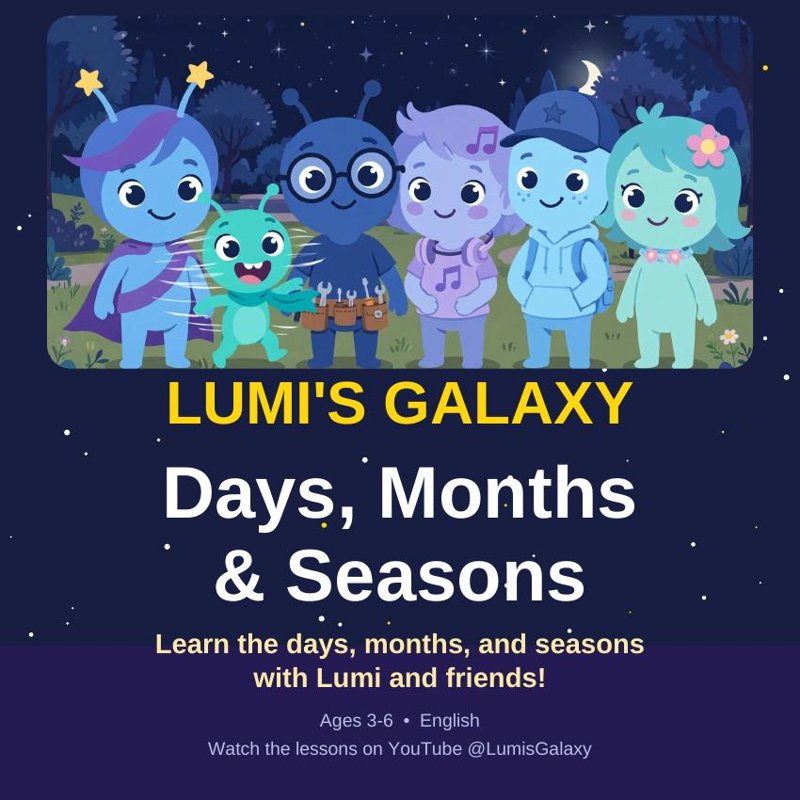 LUMI'S GALAXY
Days, Months
& Seasons
Learn the days, months, and seasons
with Lumi and friends!
Ages 3-6 • English
Watch the lessons on YouTube @LumisGalaxy